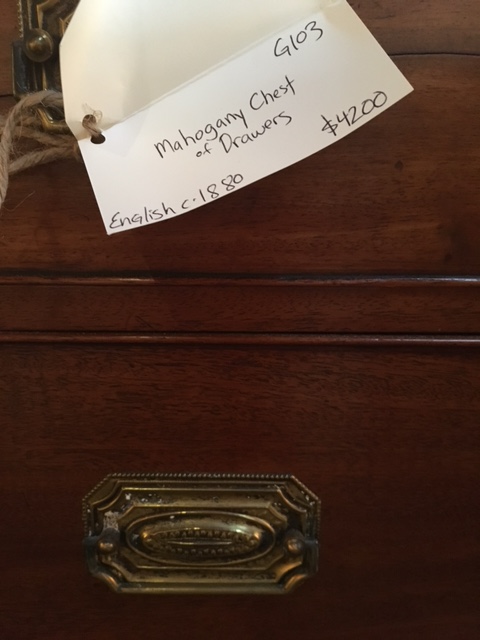 G103
Mahogany Chest
of Drawers
$4200
English c.1880